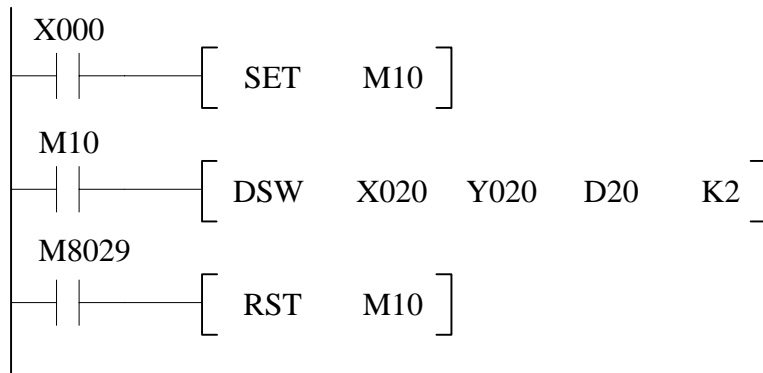 X000
SET M10
M10
DSW X020 Y020 D20 K2
M8029
RST M10